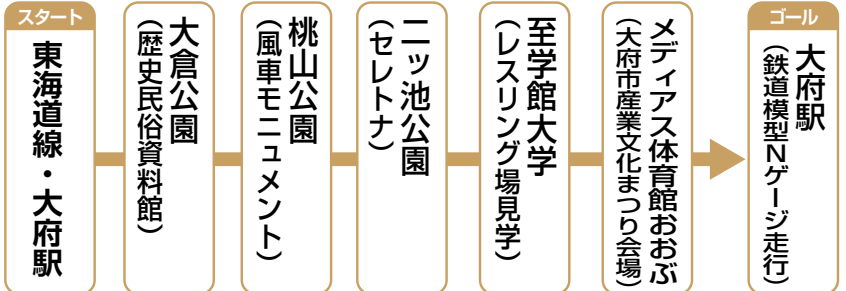 スタート
東海道線・大府駅
大倉公園
（歴史民俗資料館）
桃山公園
（風車モニュメント）
二ッ池公園
（セレトナ）
至学館大学
（レスリング場見学）
メディアス体育館おおぶ
（大府市産業文化まつり会場）
ゴール
大府駅
（鉄道模型Nゲージ走行）